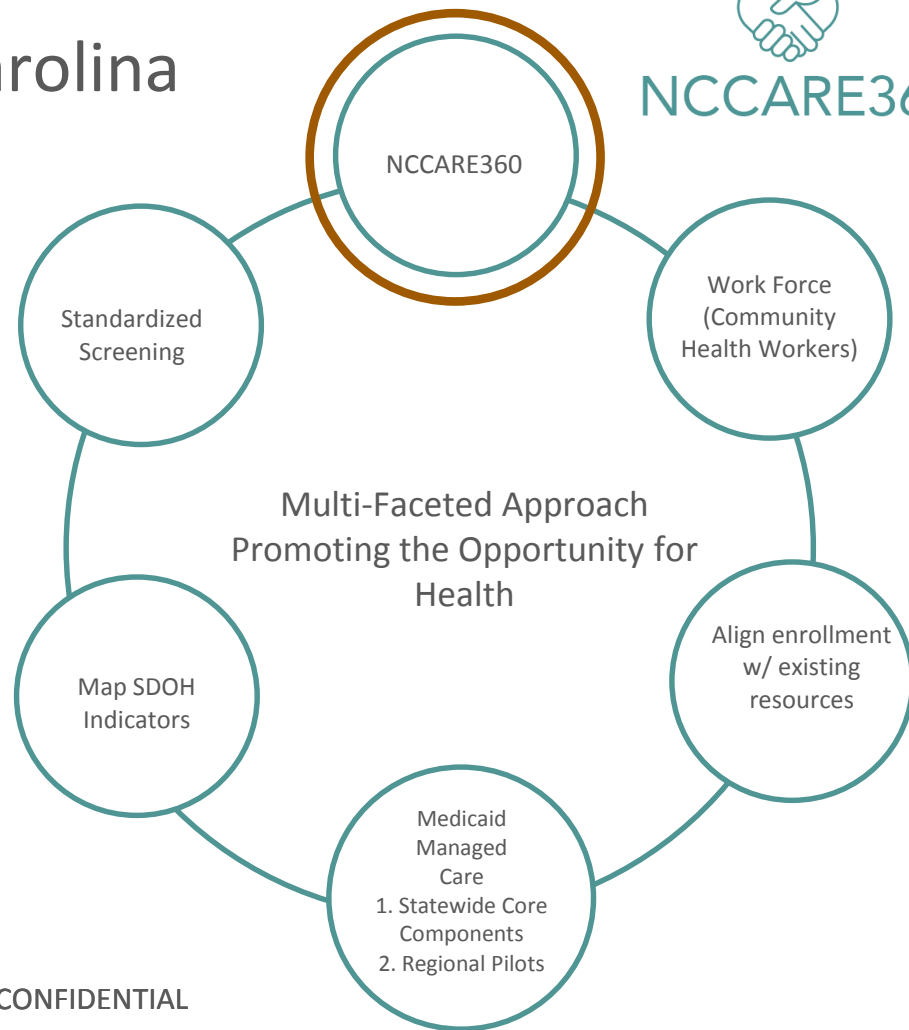 arolina
NCCARE36
NCCARE360
Work Force
(Community
Health Workers)
Standardized
Screening
Multi-Faceted Approach
Promoting the Opportunity for
Health
Align enrollment
w/ existing
resources
Map SDOH
Indicators
Medicaid
Managed
Care
1. Statewide Core
Components
2. Regional Pilots
CONFIDENTIAL